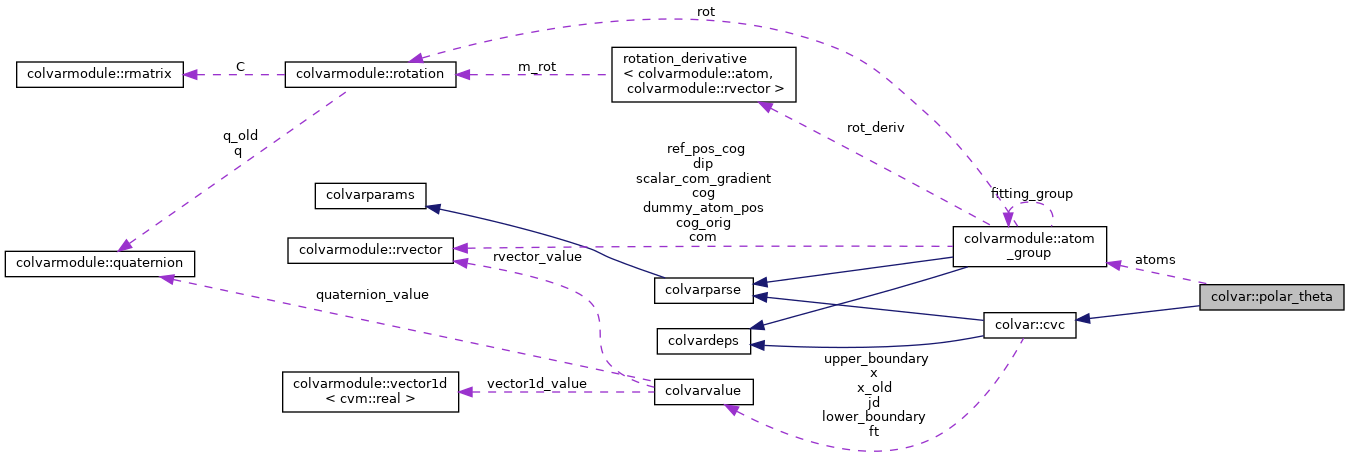 rot
colvarmodule::rmatrix
C
colvarmodule::rotation
m_rot
rotation_derivative
< colvarmodule::atom,
colvarmodule::rvector >
q_old
q
rot_deriv
ref_pos_cog
dip
scalar_com_gradient
cog
dummy_atom_pos
cog_orig
com
fitting_group
colvarparams
colvarmodule::quaternion
colvarmodule::rvector
rvector_value
colvarmodule::atom
_group
atoms
quaternion_value
colvarparse
colvar::polar_theta
colvardeps
colvar::cvc
colvarmodule::vector1d
< cvm::real >
vector1d_value
colvarvalue
upper_boundary
x
x_old
jd
lower_boundary
ft